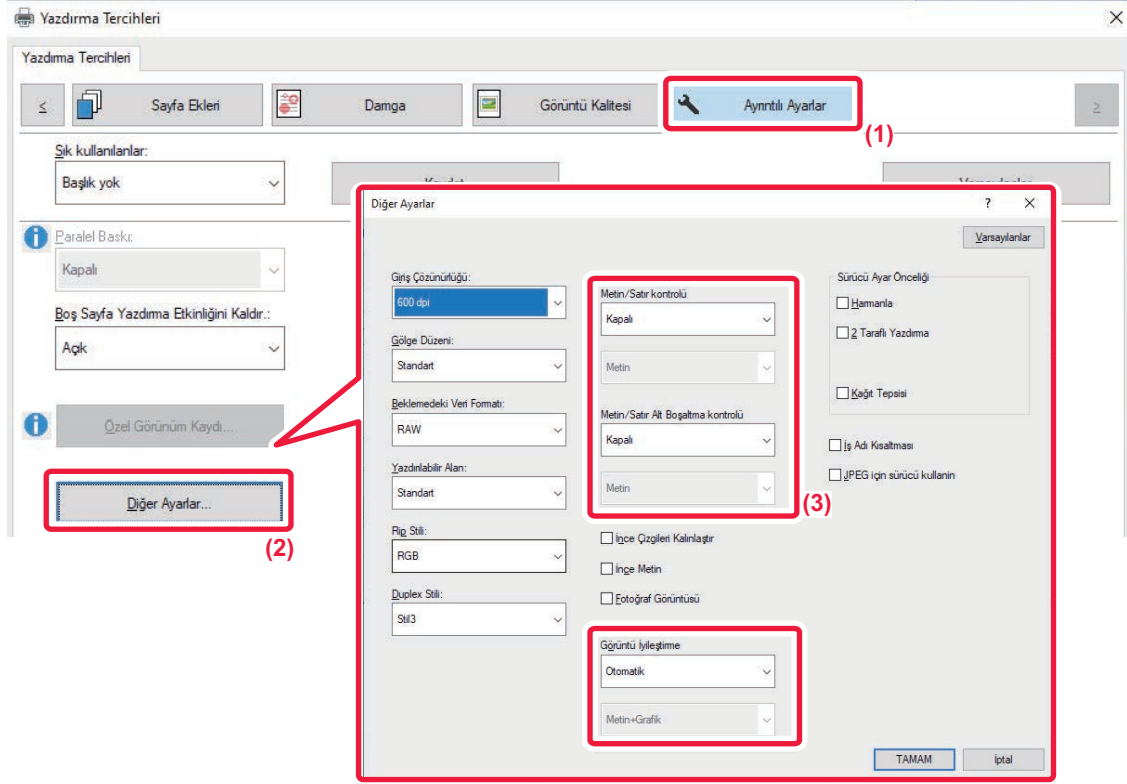 Yazdırma Tercihleri
Yazdırma Tercihleri
<
Sayfa Ekleri
Damga
Görüntü Kalitesi
Ayrıntılı Ayarlar
>
(1)
Sık kullanılanlar:
Başlık yok
Paralel Baskı:
Kapalı
Boş Sayfa Yazdırma Etkinliğini Kaldır.:
Açık
Özel Görünüm Kaydı...
Diğer Ayarlar...
(2)
Diğer Ayarlar
?
Varsayılanlar
Giriş Çözünürlüğü:
600 dpi
Gölge Düzeni:
Standart
Beklemedeki Veri Formatı:
RAW
Yazdırılabilir Alan:
Standart
Rip Stili:
RGB
Duplex Stili:
Stil3
Metin/Satır kontrolü
Kapalı
Metin
Metin/Satır Alt Boşaltma kontrolü
Kapalı
Metin
(3)
İnce Çizgileri Kalınlaştır
İnce Metin
Fotoğraf Görüntüsü
Görüntü İyileştirme
Otomatik
Metin+Grafik
Sürücü Ayar Önceliği
Harmanla
2 Taraflı Yazdırma
Kağıt Tepsisi
İş Adı Kısaltması
JPEG için sürücü kullanin
TAMAM
İptal